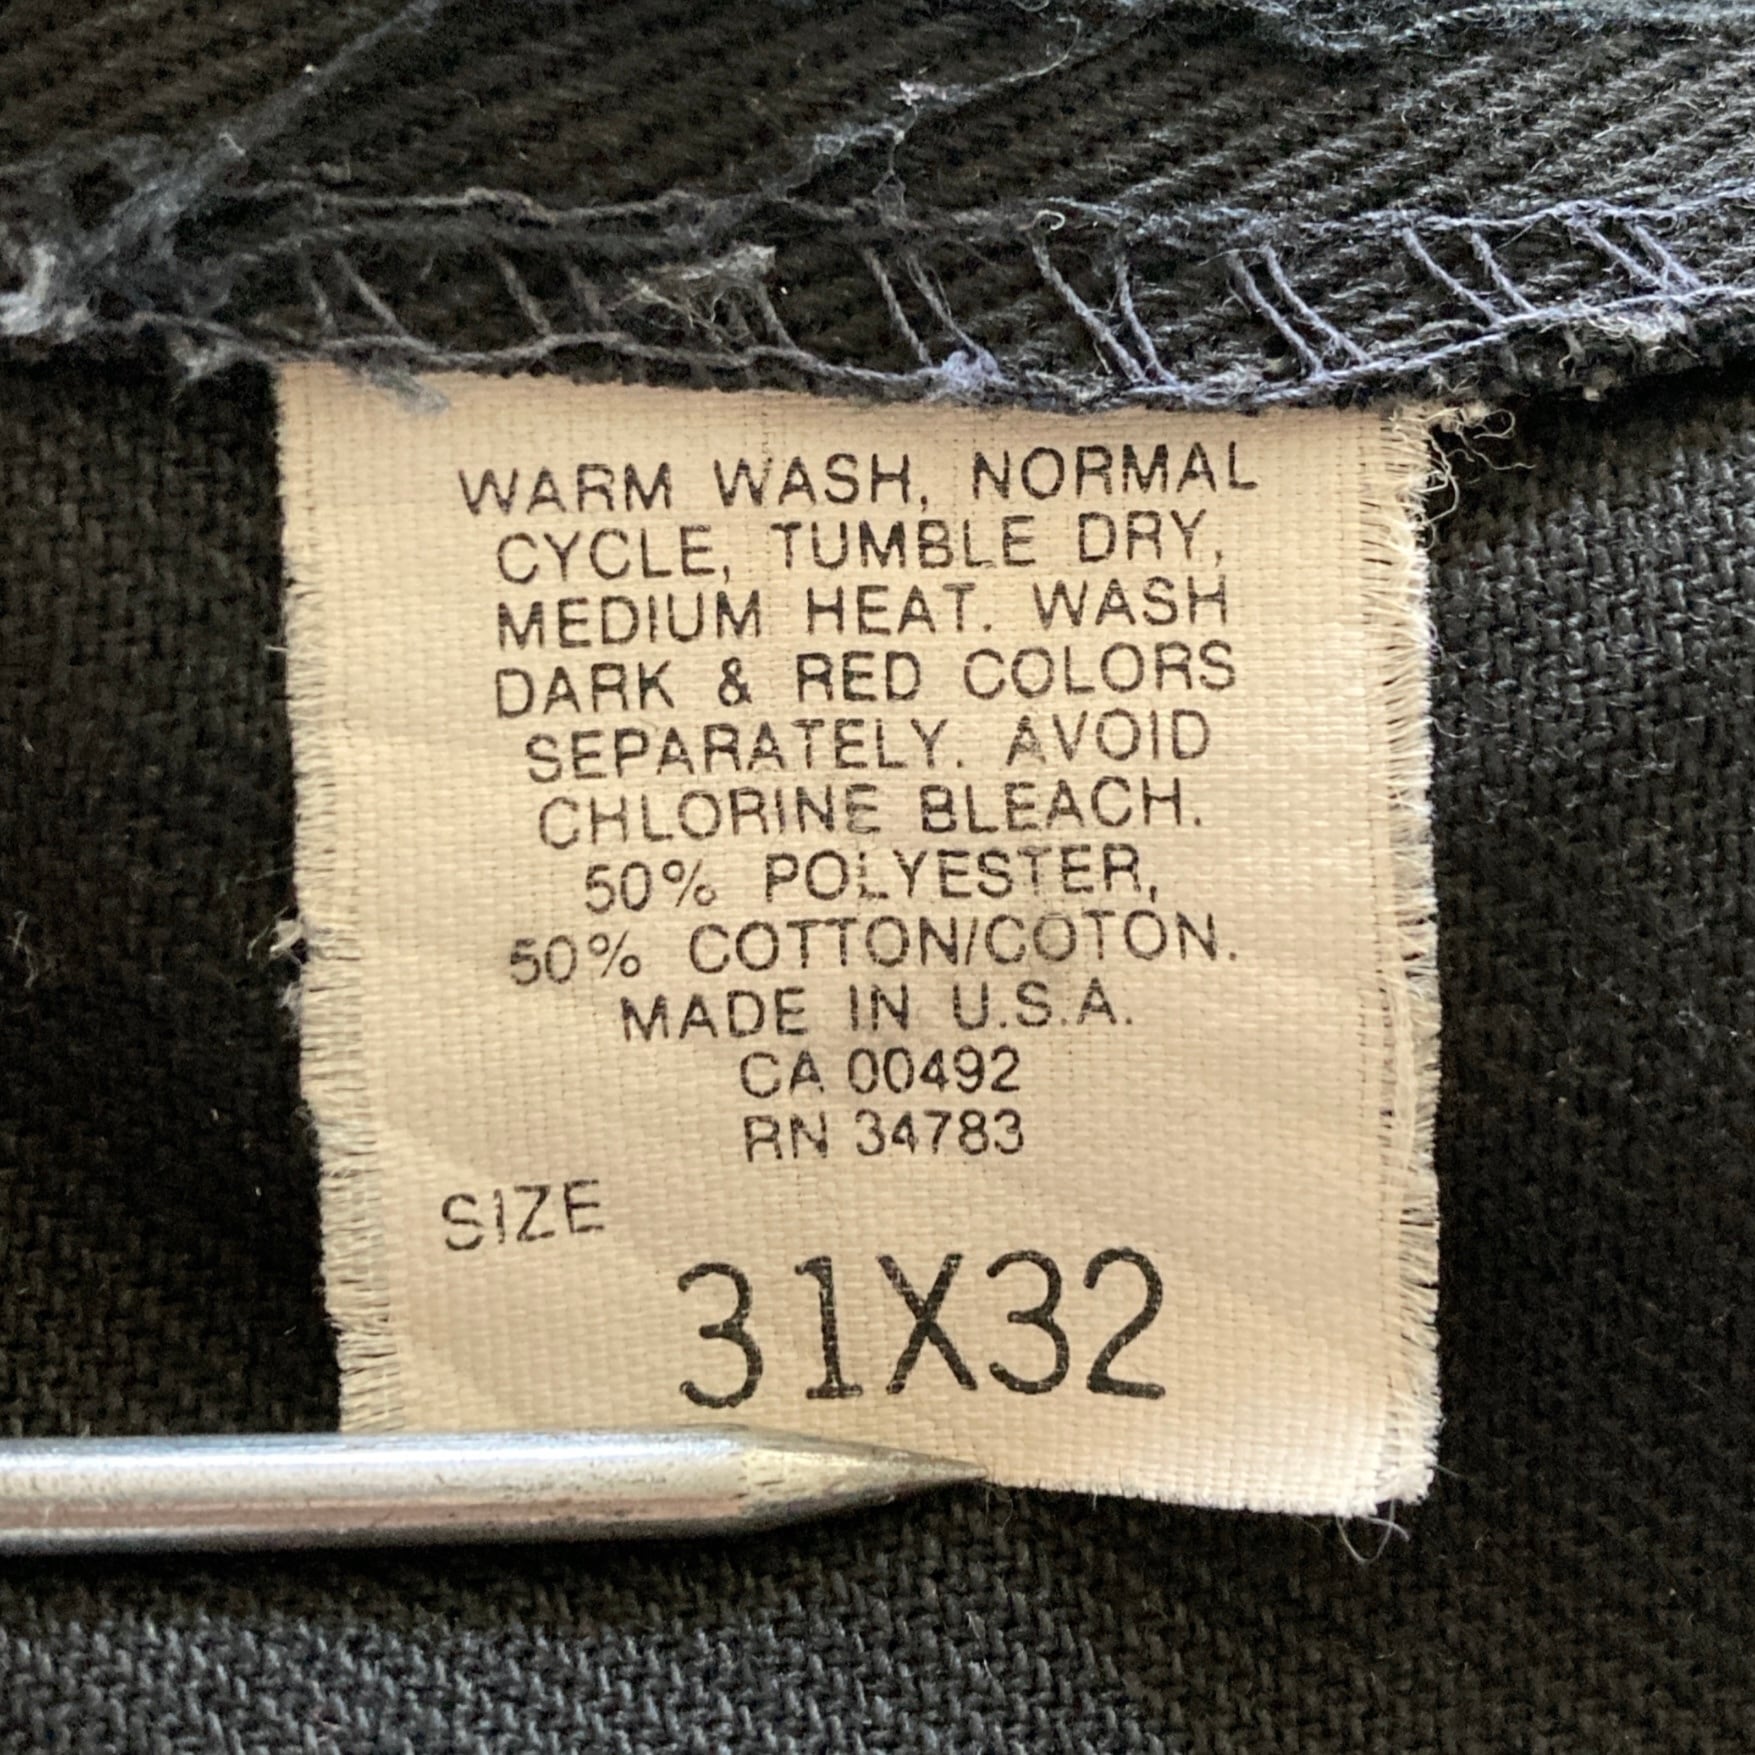 WARM WASH, NORMAL
CYCLE, TUMBLE DRY,
MEDIUM HEAT. WASH
DARK & RED COLORS
SEPARATELY. AVOID
CHLORINE BLEACH.
50% POLYESTER,
50% COTTON/COTON.
MADE IN U.S.A.
CA 00492
RN 34783
SIZE
31X32